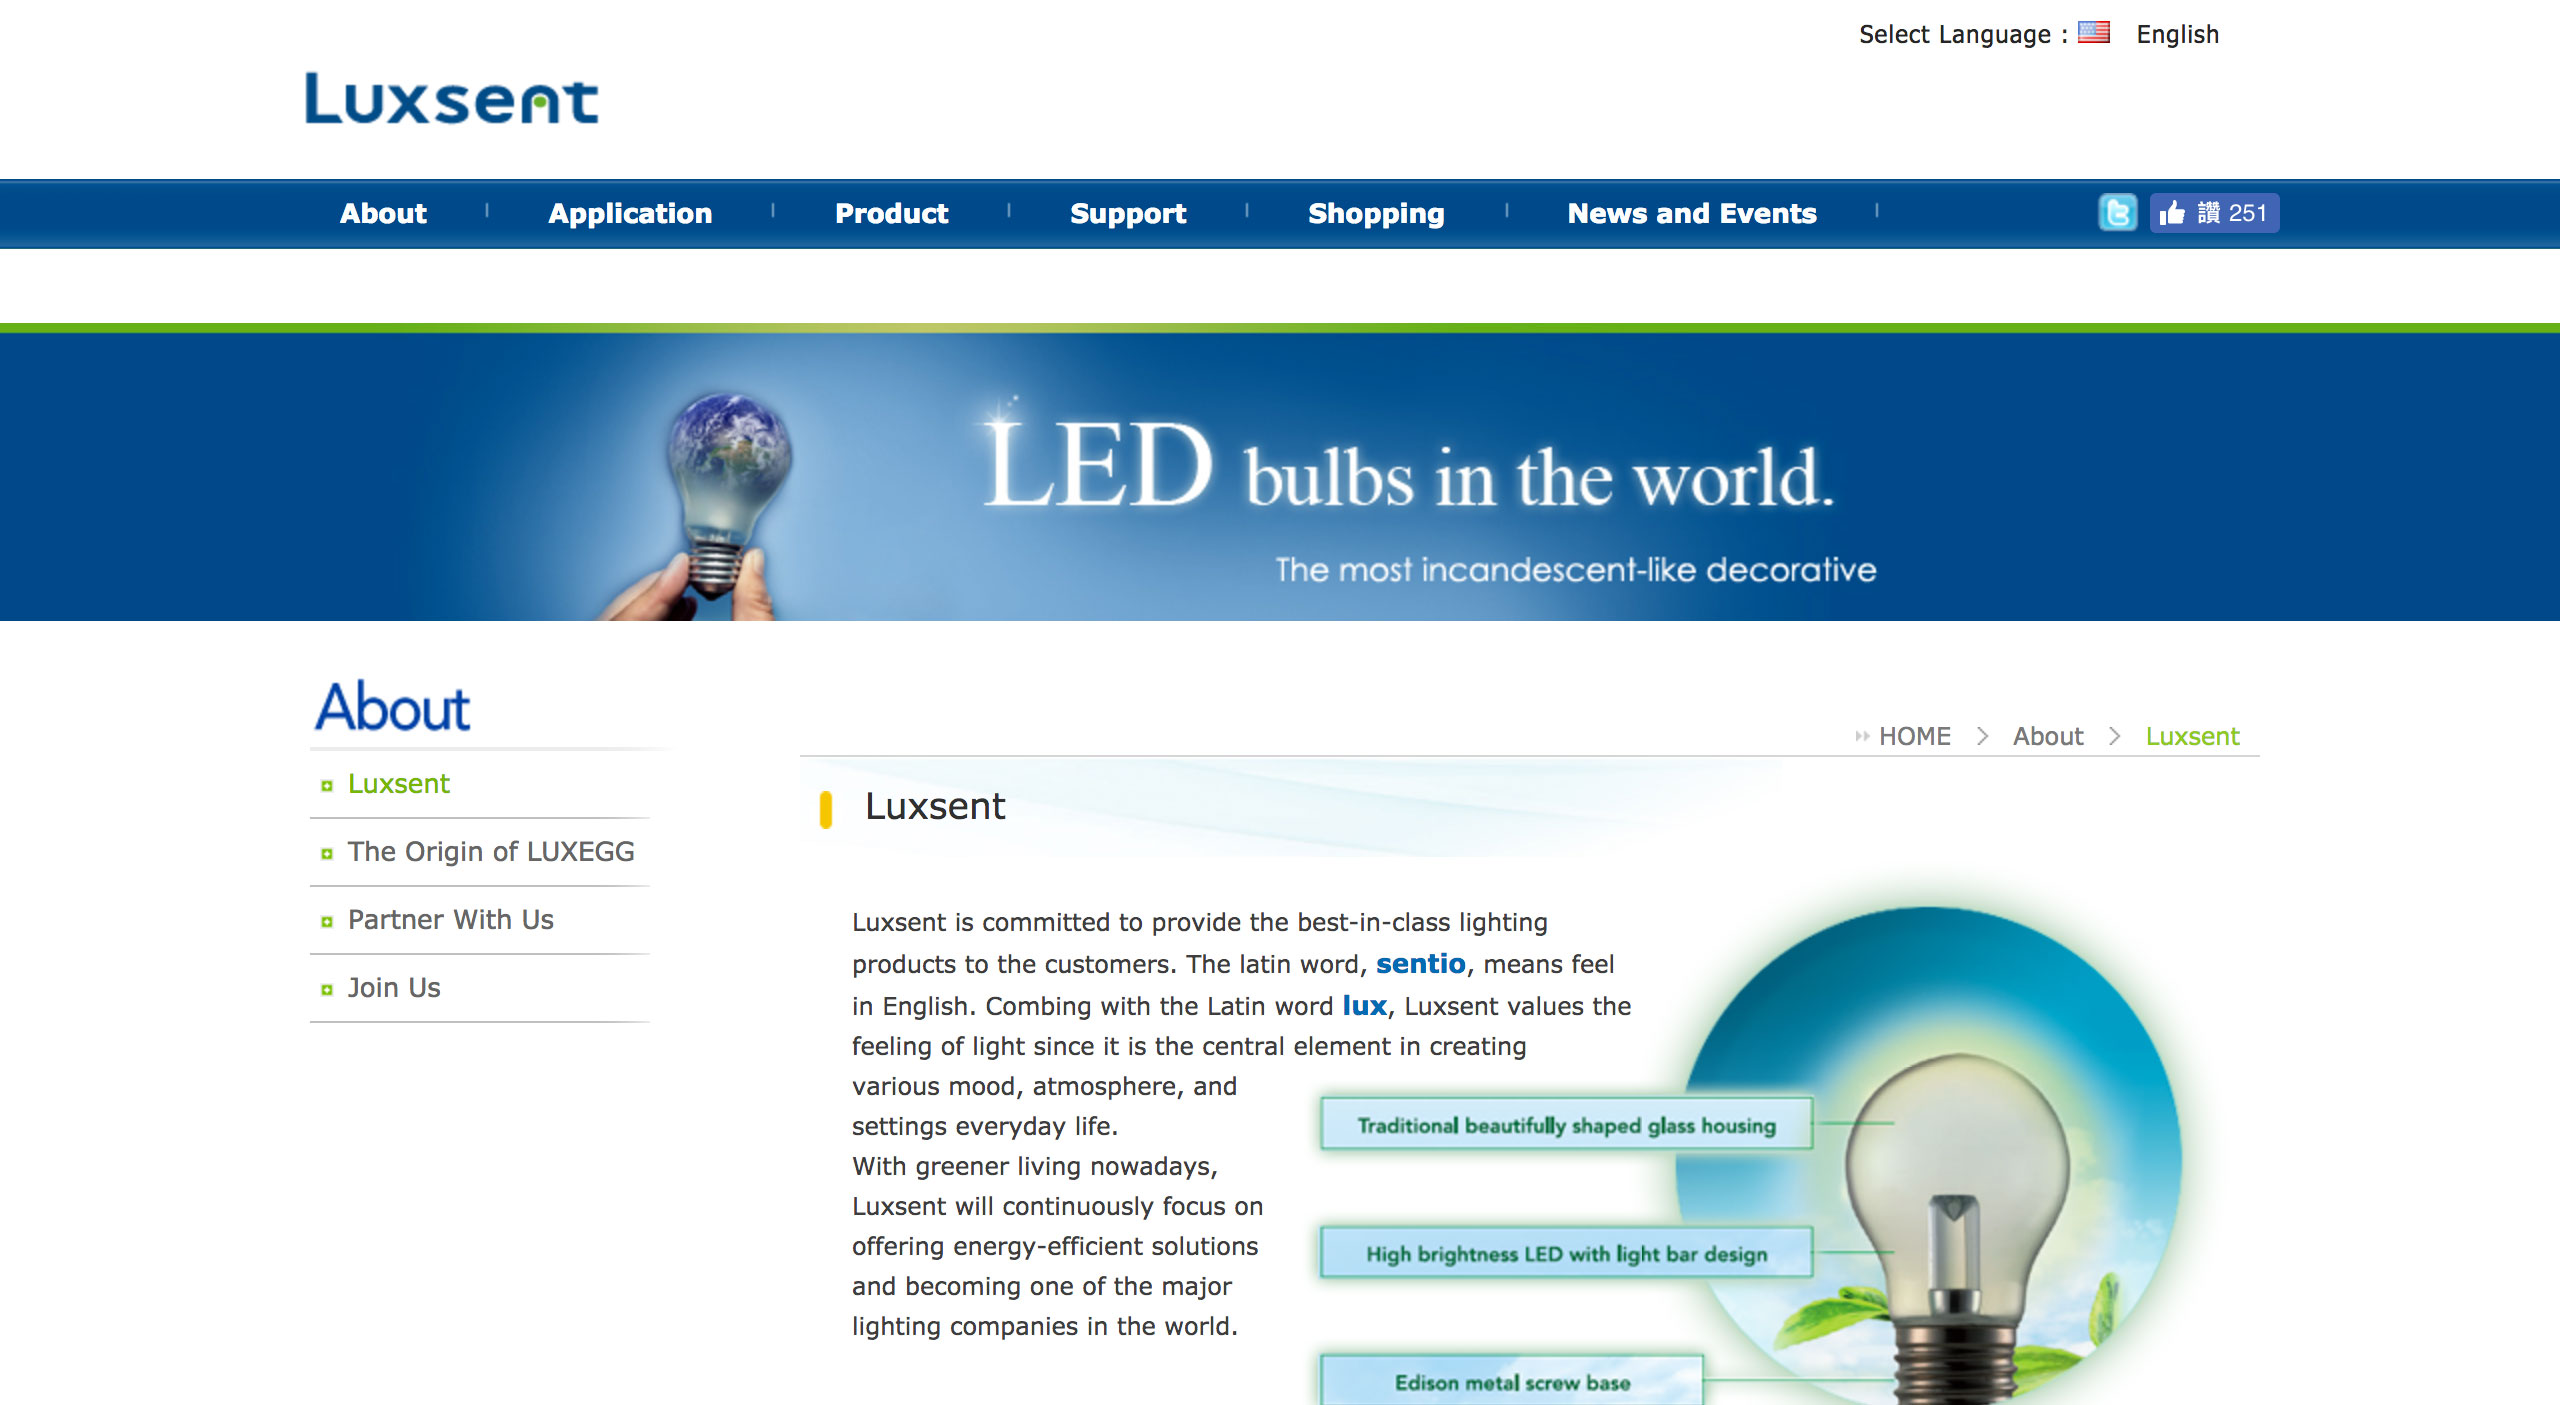 Select Language : English
Luxsent
About
Application
Product
Support
Shopping
News and Events
讚 251
LED bulbs in the world.
The most incandescent-like decorative
About
HOME > About > Luxsent
Luxsent
The Origin of LUXEGG
Partner With Us
Join Us
Luxsent
Luxsent is committed to provide the best-in-class lighting
products to the customers. The latin word, sentio, means feel
in English. Combing with the Latin word lux, Luxsent values the
feeling of light since it is the central element in creating
various mood, atmosphere, and
settings everyday life.
With greener living nowadays,
Luxsent will continuously focus on
offering energy-efficient solutions
and becoming one of the major
lighting companies in the world.
Traditional beautifully shaped glass housing
High brightness LED with light bar design
Edison metal screw base